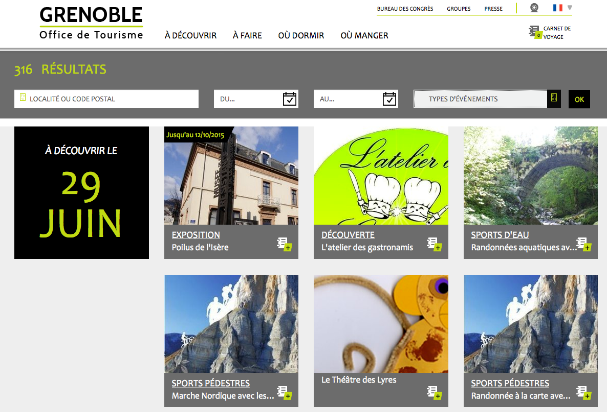 GRENOBLE
Office de Tourisme
BUREAU DES CONGRÈS GROUPES PRESSE
À DÉCOUVRIR À FAIRE OÙ DORMIR OÙ MANGER
CARNET DE
VOYAGE
316 RÉSULTATS
LOCALITÉ OU CODE POSTAL DU... AU... TYPES D'ÉVÉNEMENTS OK
À DÉCOUVRIR LE
29
JUIN
Jusqu'au 12/10/2015
EXPOSITION
Poilus de l'Isère
L'atelier d
DÉCOUVERTE
L'atelier des gastronamis
SPORTS D'EAU
Randonnées aquatiques av...
SPORTS PÉDESTRES
Marche Nordique avec les...
Le Théâtre des Lyres
SPORTS PÉDESTRES
Randonnée à la carte ave...